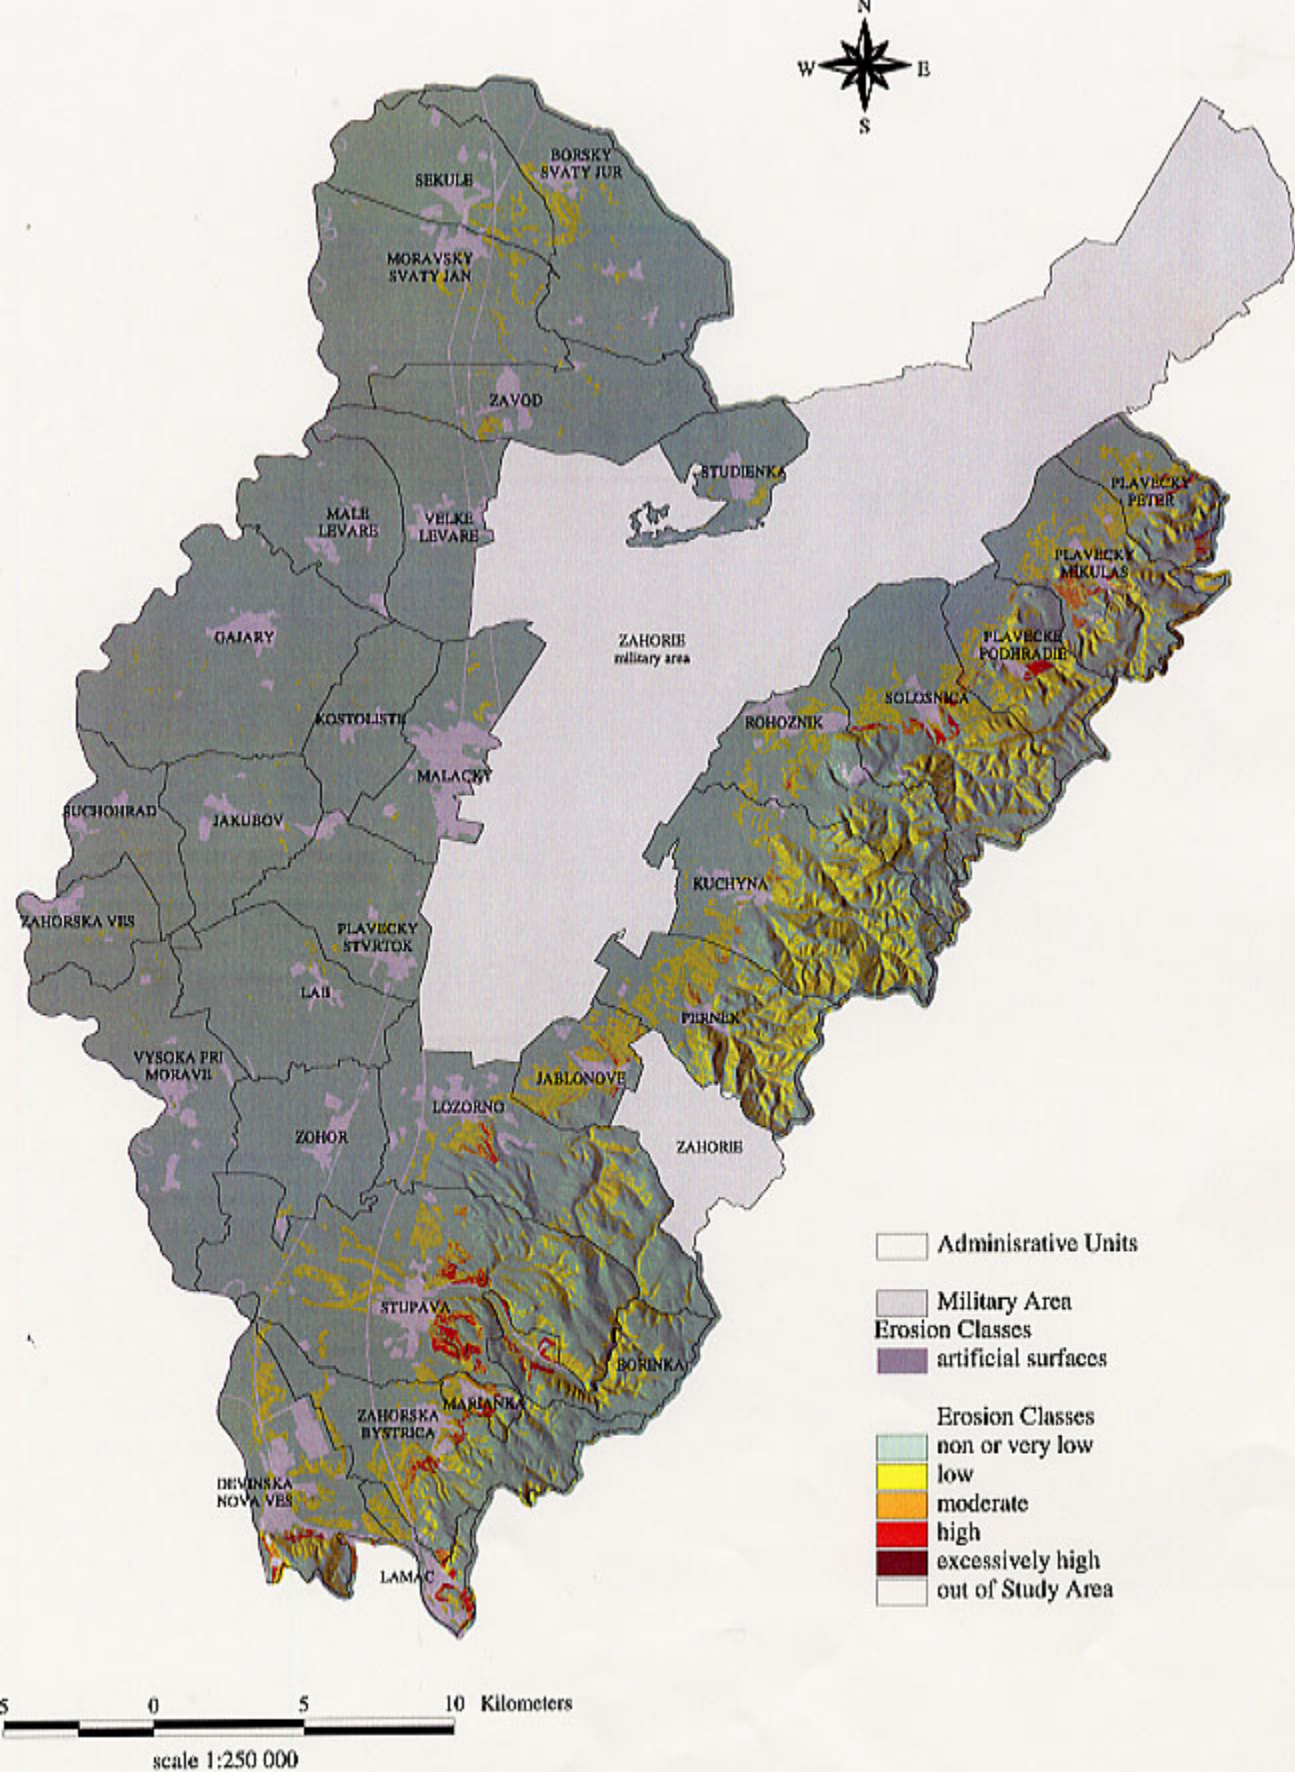 N
W
E
S
BORSKY
SVATY JUR
SEKULE
MORAVSKY
SVATY JAN
ZAVOD
STUDIENKA
PLAVECKY
PETER
MALE
LEVARE
VELKE
LEVARE
PLAVECKY
MIKULAS
GAJARY
ZAHORIE
military area
PLAVECKE
PODHRADIE
SOLOSNICA
KOSTOLISTE
ROHOZNIK
MALACKY
SUCHOHRAD
JAKUBOV
KUCHYNA
ZAHORSKA VES
PLAVECKY
STVRTOK
LAB
PERNEK
VYSOKA PRI
MORAVE
JABLONOVE
LOZORNO
ZOHOR
ZAHORIE
STUPAVA
BORINKA
MARIANKA
ZAHORSKA
BYSTRICA
DEVINSKA
NOVA VES
LAMAC
Adminisrative Units
Military Area
Erosion Classes
artificial surfaces
Erosion Classes
non or very low
low
moderate
high
excessively high
out of Study Area
5 0 5 10 Kilometers
scale 1:250 000